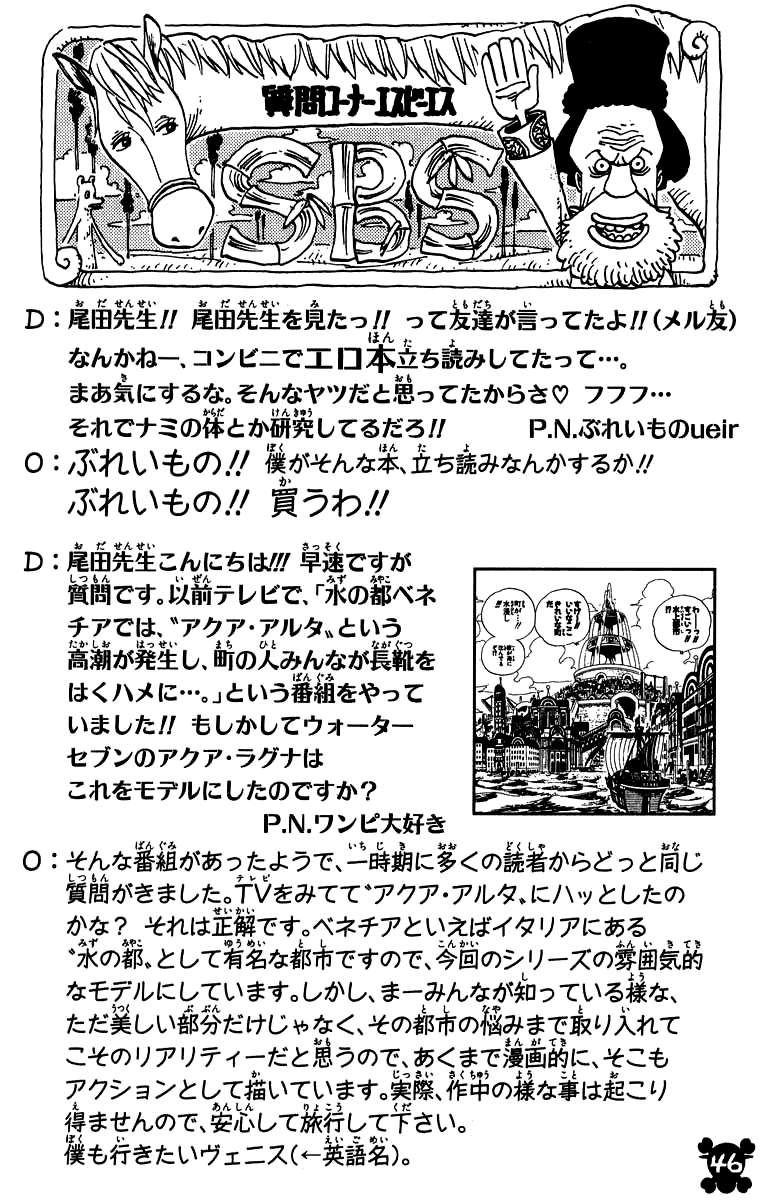 質問コーナーエスビーエス
SBS
D:尾田先生!! 尾田先生を見たっ!! って友達が言ってたよ!!(メル友)
なんかねー、コンビニでエロ本立ち読みしてたって…。
まあ気にするな。そんなヤツだと思ってたからさ♡ フフフ…
それでナミの体とか研究してるだろ!! P.N.ぶれいものueir
O:ぶれいもの!! 僕がそんな本、立ち読みなんかするか!!
ぶれいもの!! 買うわ!!
D:尾田先生こんにちは!!! 早速ですが
質問です。以前テレビで、「水の都ベネ
チアでは、〝アクア・アルタ〟という
高潮が発生し、町の人みんなが長靴を
はくハメに…。」という番組をやって
いました!! もしかしてウォーター
セブンのアクア・ラグナは
これをモデルにしたのですか?
P.N.ワンピ大好き
わーっ
すごいっ!!
水上都市
!?
すげー!!
いいなここ
きれいな町
だ
O:そんな番組があったようで、一時期に多くの読者からどっと同じ
質問がきました。TVをみてて〝アクア・アルタ〟にハッとしたの
かな? それは正解です。ベネチアといえばイタリアにある
〝水の都〟として有名な都市ですので、今回のシリーズの雰囲気的
なモデルにしています。しかし、まーみんなが知っている様な、
ただ美しい部分だけじゃなく、その都市の悩みまで取り入れて
こそのリアリティーだと思うので、あくまで漫画的に、そこも
アクションとして描いています。実際、作中の様な事は起こり
得ませんので、安心して旅行して下さい。
僕も行きたいヴェニス(←英語名)。
46